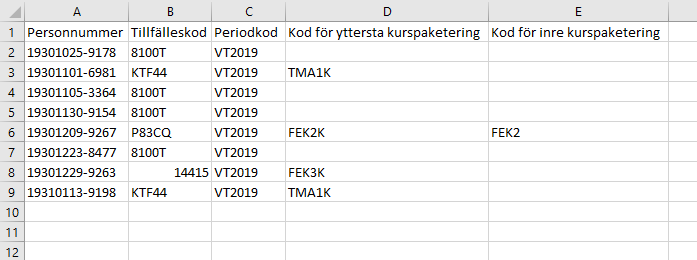 A B C D E
1 Personnummer Tillfälleskod Periodkod Kod för yttersta kurspaketering Kod för inre kurspaketering
2 19301025-9178 8100T VT2019
3 19301101-6981 KTF44 VT2019 TMA1K
4 19301105-3364 8100T VT2019
5 19301130-9154 8100T VT2019
6 19301209-9267 P83CQ VT2019 FEK2K FEK2
7 19301223-8477 8100T VT2019
8 19301229-9263 14415 VT2019 FEK3K
9 19310113-9198 KTF44 VT2019 TMA1K
10
11
12